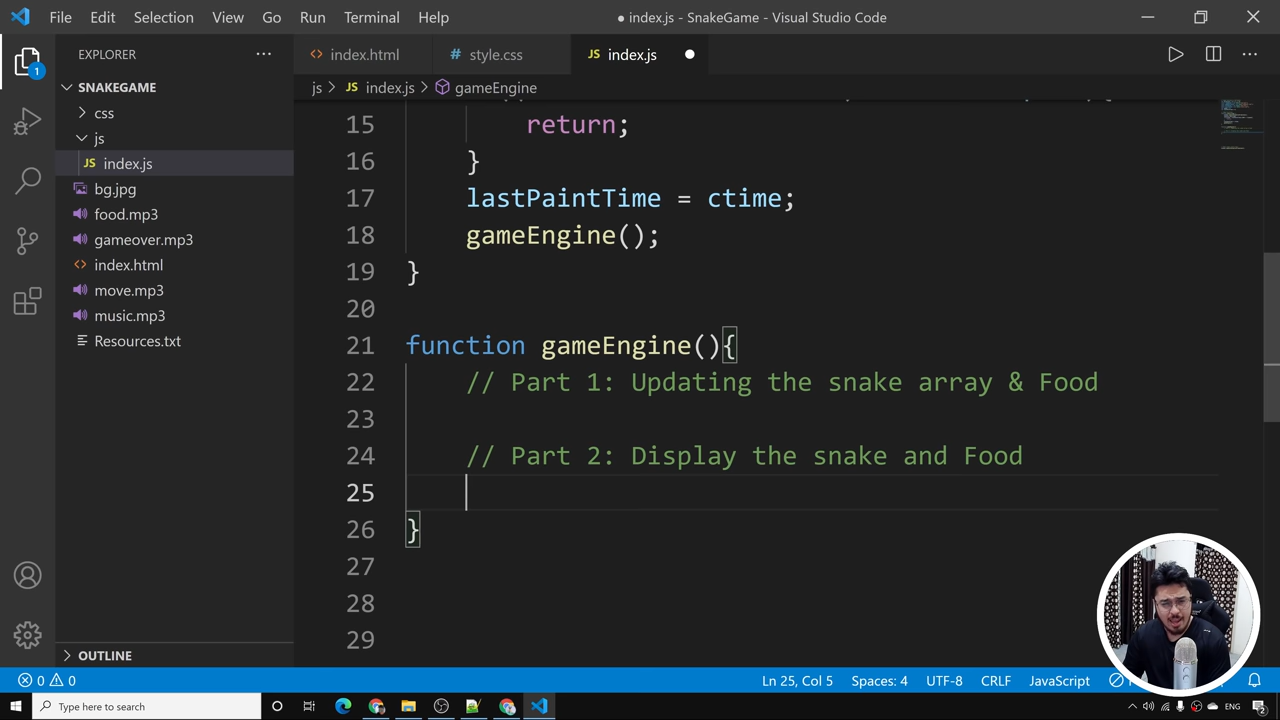 File Edit Selection View Go Run Terminal Help
● index.js - SnakeGame - Visual Studio Code
EXPLORER
index.html
style.css
index.js
1
SNAKEGAME
css
js
index.js
bg.jpg
food.mp3
gameover.mp3
index.html
move.mp3
music.mp3
Resources.txt
OUTLINE
js > JS index.js > gameEngine
15 return;
16 }
17 lastPaintTime = ctime;
18 gameEngine();
19 }
20
21 function gameEngine(){
22 // Part 1: Updating the snake array & Food
23
24 // Part 2: Display the snake and Food
25
26 }
27
28
29
0 0 Ln 25, Col 5 Spaces: 4 UTF-8 CRLF JavaScript
Type here to search
ENG
2